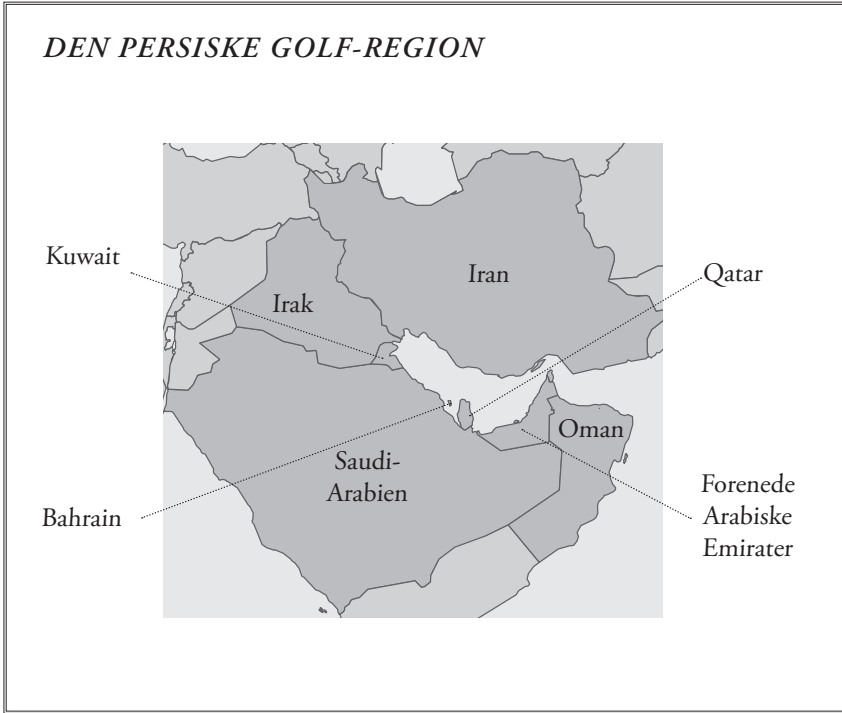 DEN PERSISKE GOLF-REGION
Kuwait
Irak
Iran
Qatar
Saudi-
Arabien
Oman
Bahrain
Forenede
Arabiske
Emirater